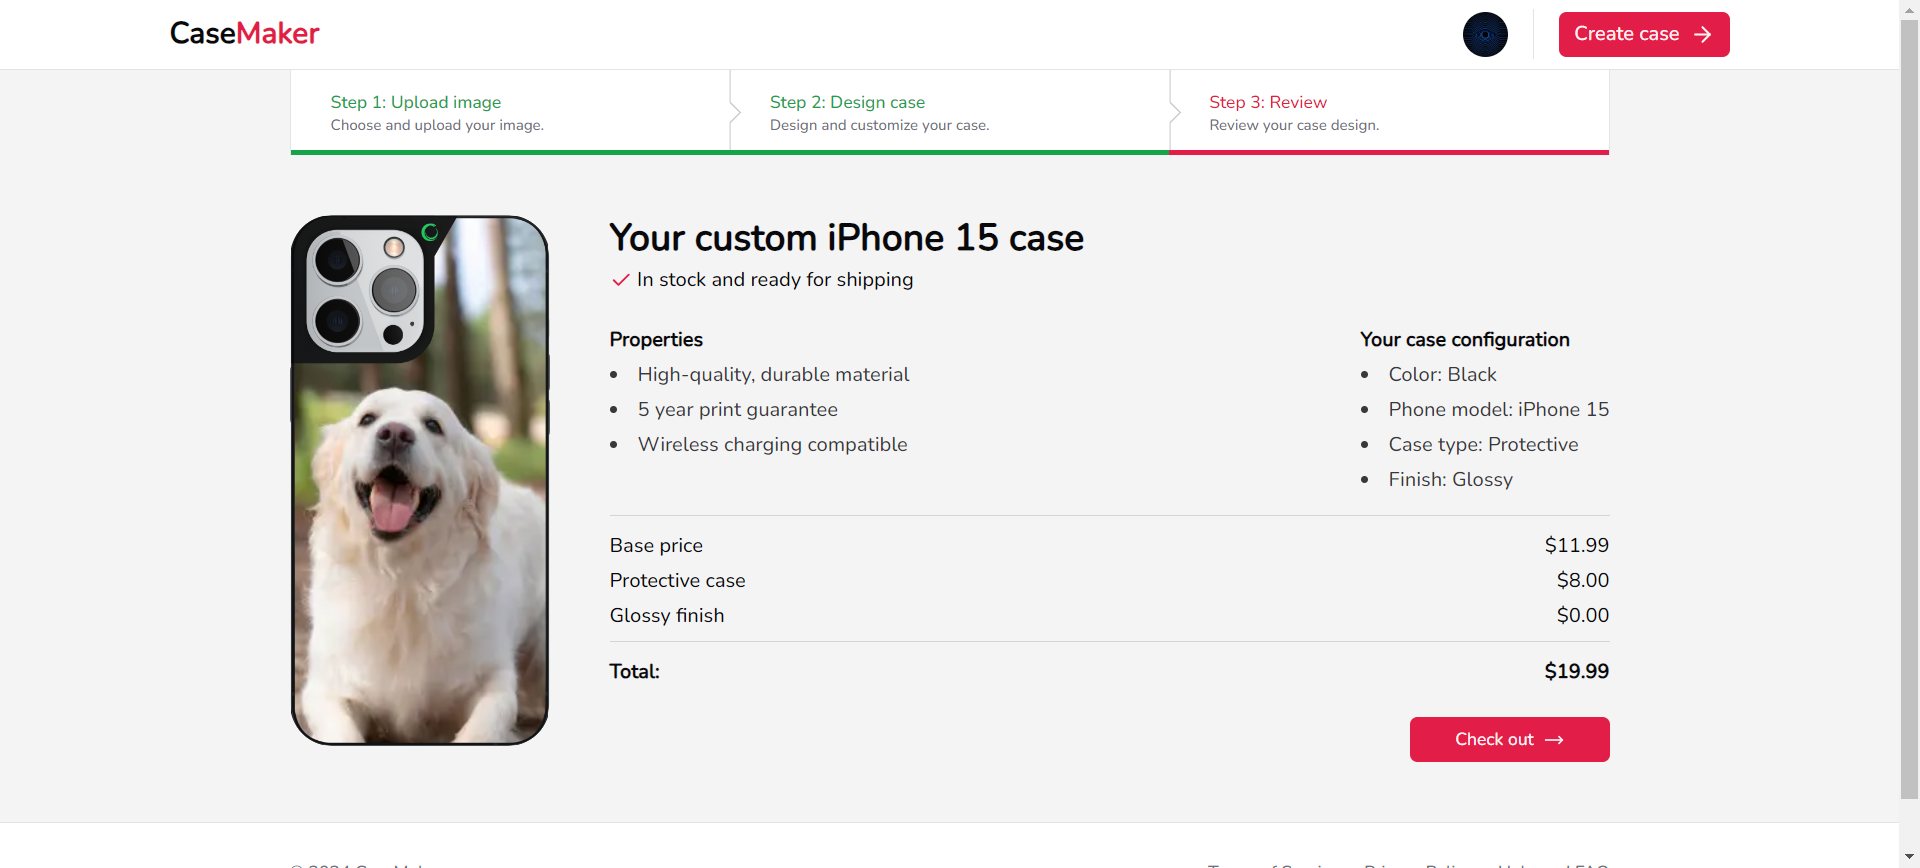 CaseMaker
Create case
Step 1: Upload image
Choose and upload your image.
Step 2: Design case
Design and customize your case.
Step 3: Review
Review your case design.
Your custom iPhone 15 case
In stock and ready for shipping
Properties
• High-quality, durable material
• 5 year print guarantee
• Wireless charging compatible
Your case configuration
• Color: Black
• Phone model: iPhone 15
• Case type: Protective
• Finish: Glossy
Base price $11.99
Protective case $8.00
Glossy finish $0.00
Total: $19.99
Check out